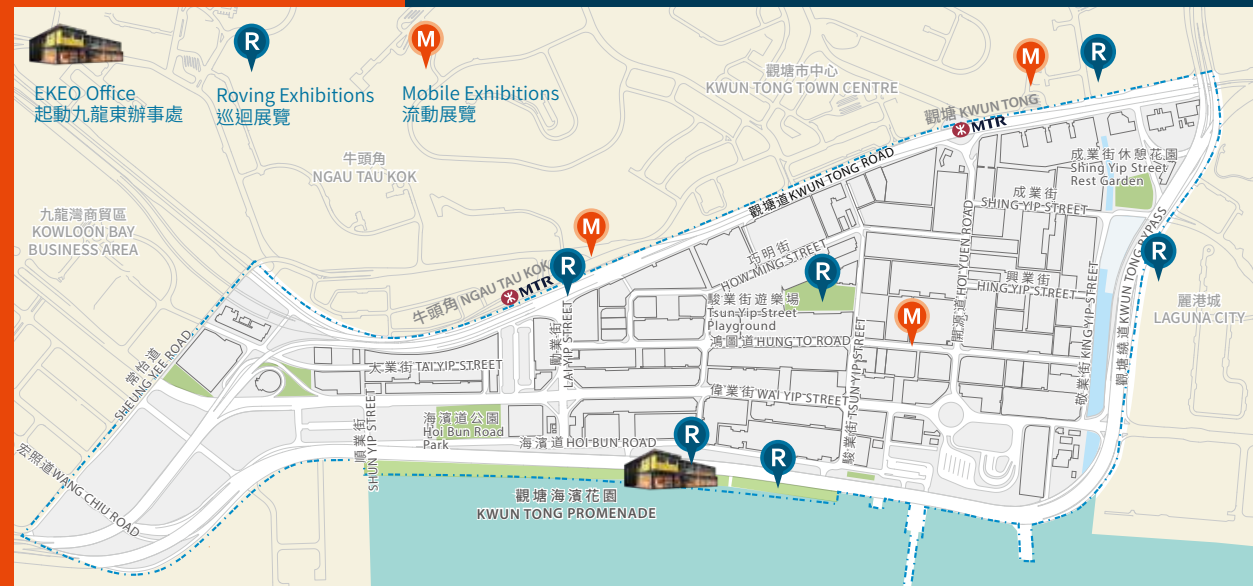 R
M
EKEO Office
起動九龍東辦事處
Roving Exhibitions
巡迴展覽
Mobile Exhibitions
流動展覽
觀塘市中心
KWUN TONG TOWN CENTRE
M
R
觀塘 KWUN TONG
MTR
牛頭角
NGAU TAU KOK
觀塘道 KWUN TONG ROAD
成業街休憩花園
Shing Yip Street
Rest Garden
成業街
SHING YIP STREET
九龍灣商貿區
KOWLOON BAY
BUSINESS AREA
M
R
牛頭角 NGAU TAU KOK
MTR
巧明街
HOW MING STREET
R
開源道 HOI YUEN ROAD
興業街
HING YIP STREET
觀塘繞道 KWUN TONG BYPASS
R
麗港城
LAGUNA CITY
駿業街遊樂場
Tsun Yip Street
Playground
M
鴻圖道 HUNG TO ROAD
勵業街
LAI YIP STREET
常怡道
SHEUNG YEE ROAD
大業街 TAI YIP STREET
偉業街 WAI YIP STREET
駿業街 TSUN YIP STREET
敬業街 KING YIP STREET
順業街
SHUN YIP STREET
海濱道公園
Hoi Bun Road
Park
海濱道 HOI BUN ROAD
R
R
宏照道 WANG CHIU ROAD
觀塘海濱花園
KWUN TONG PROMENADE